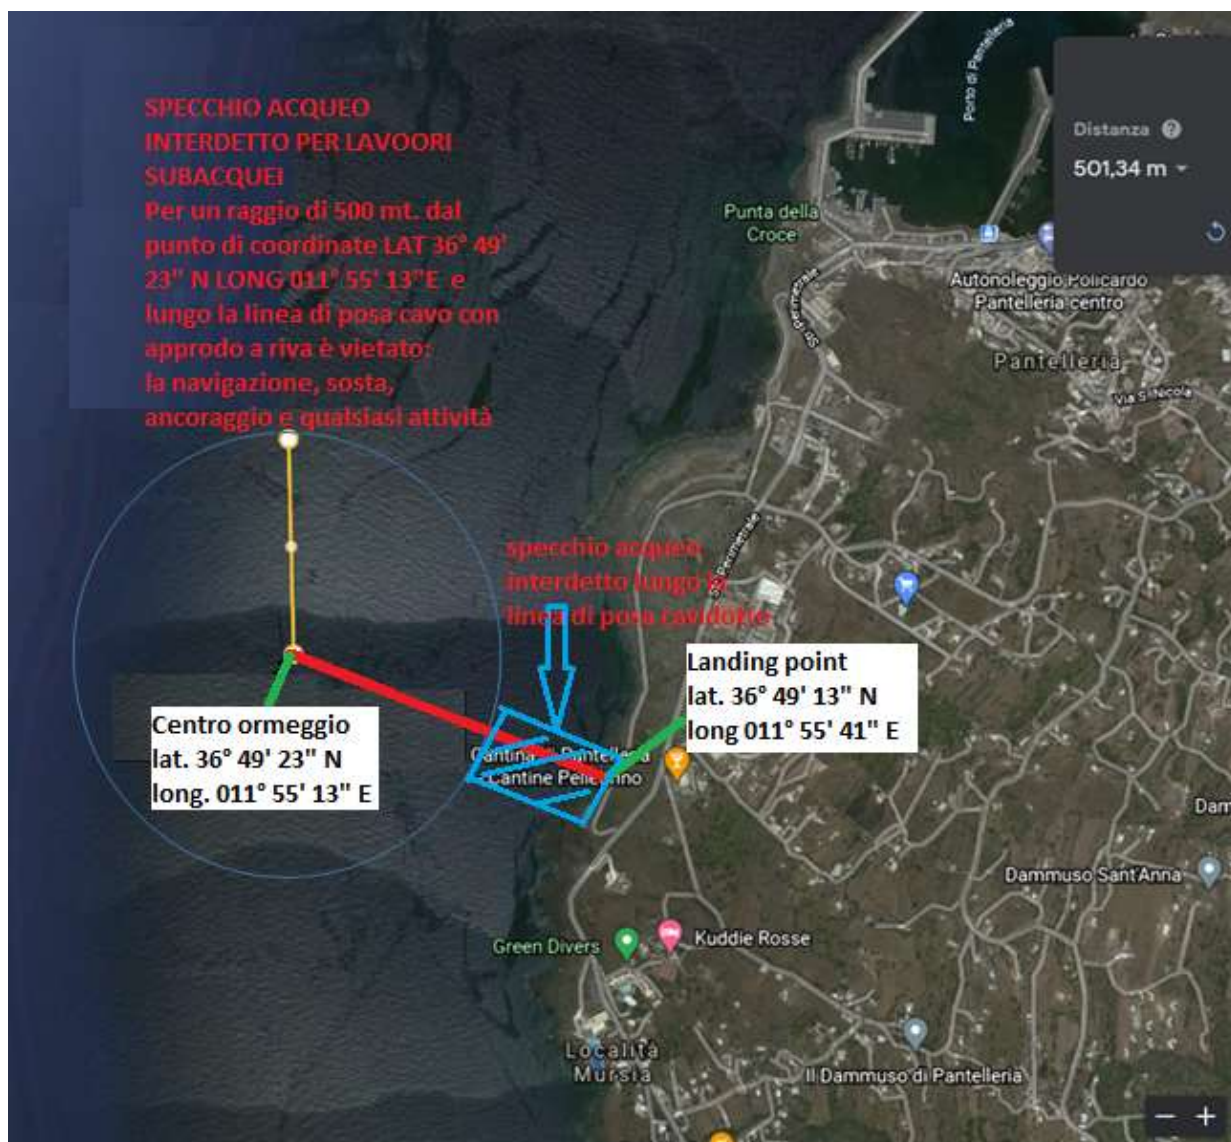 SPECCHIO ACQUEO
INTERDETTO PER LAVOORI
SUBACQUEI
Per un raggio di 500 mt. dal
punto di coordinate LAT 36° 49'
23" N LONG 011° 55' 13"E e
lungo la linea di posa cavo con
approdo a riva è vietato:
la navigazione, sosta,
ancoraggio e qualsiasi attività
Porto di Pantelleria
Distanza
501,34 m
Punta della
Croce
Autonoleggio Policardo
Pantelleria centro
Pantelleria
Via S. Nicola
Sp. perimetrale
Perimetrale
specchio acqueo
interdetto lungo la
linea di posa cavidotto
Landing point
lat. 36° 49' 13" N
long 011° 55' 41" E
Centro ormeggio
lat. 36° 49' 23" N
long. 011° 55' 13" E
Cantina di Pantelleria
- Cantine Pellegrino
Dam
Dammuso Sant'Anna
Green Divers
Kuddie Rosse
Località
Mursia
Il Dammuso di Pantelleria